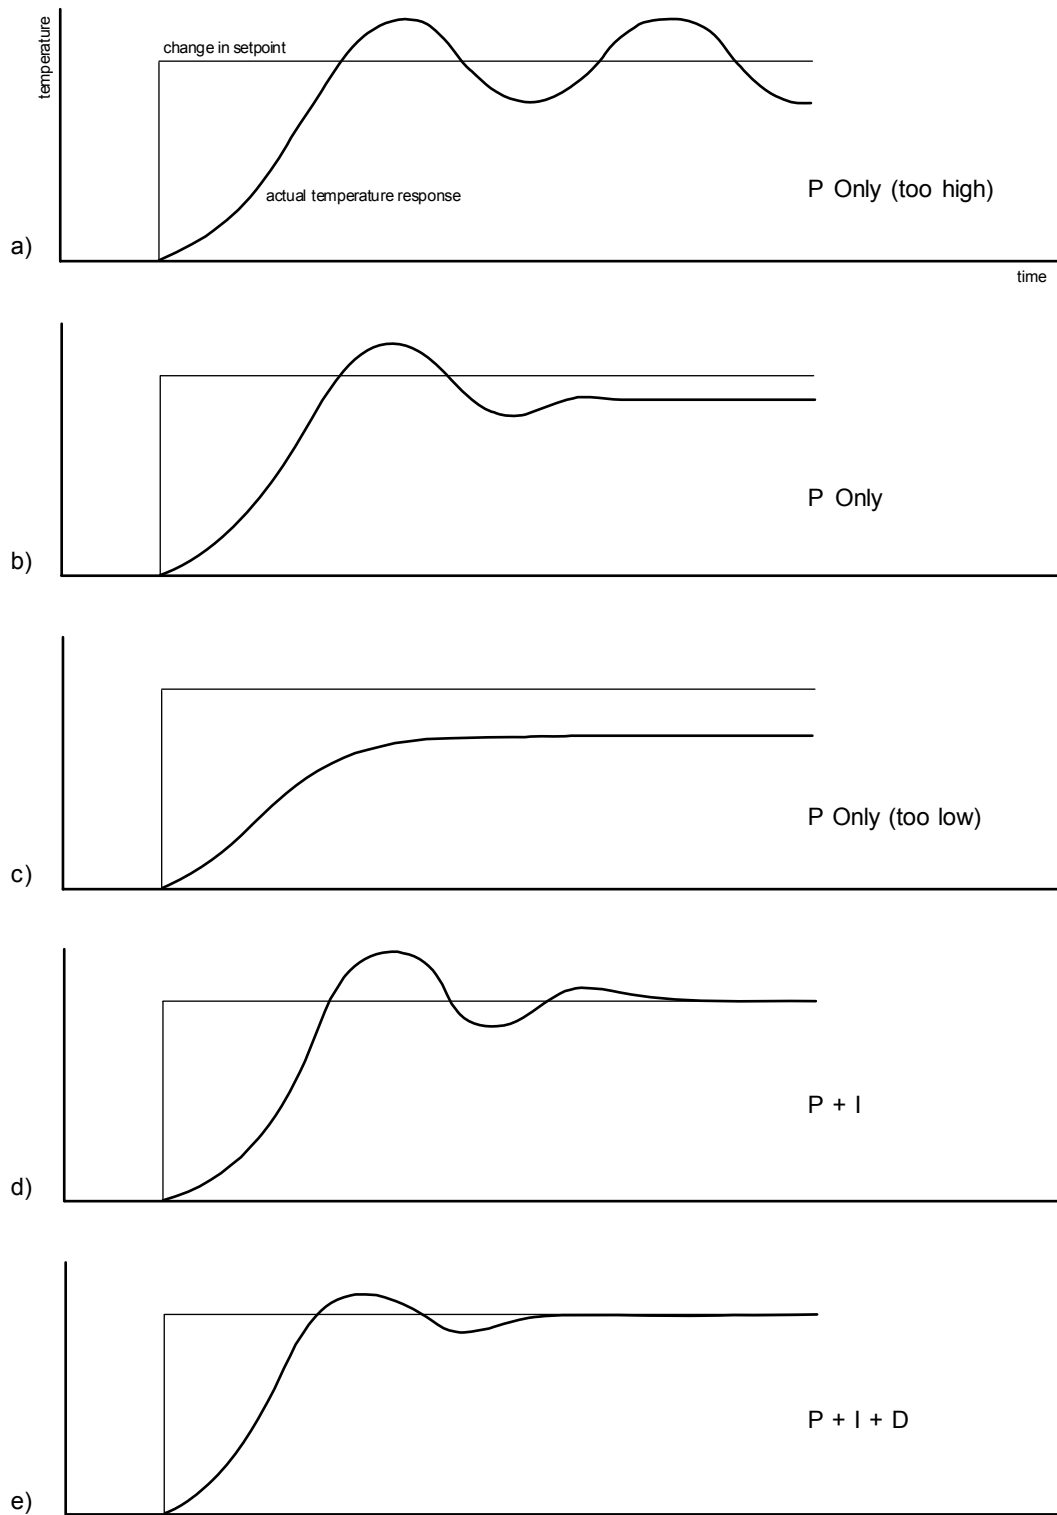 temperature
change in setpoint
actual temperature response
P Only (too high)
a)
time
P Only
b)
P Only (too low)
c)
P + I
d)
P + I + D
e)